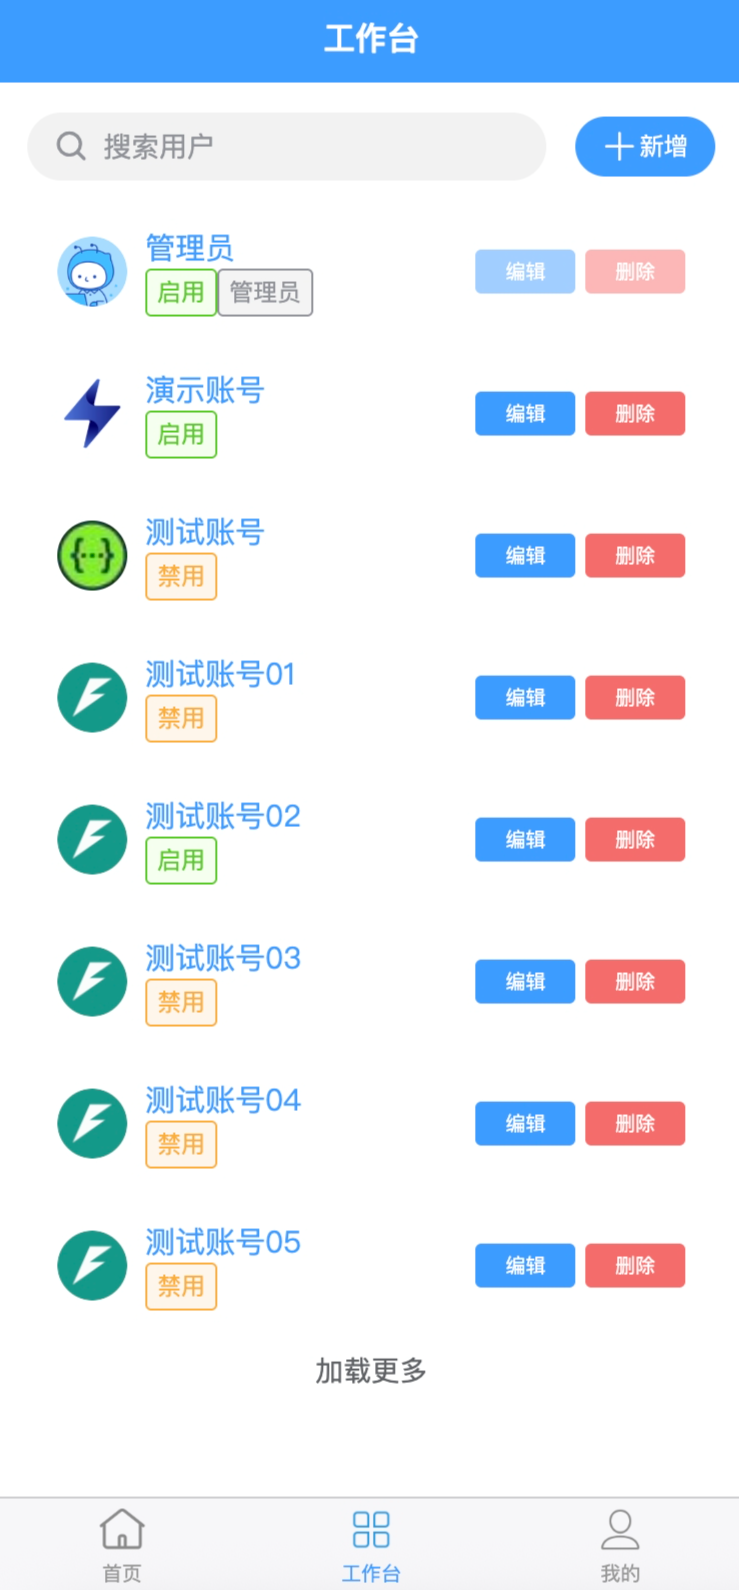 工作台
搜索用户
新增
管理员
启用 管理员
编辑 删除
演示账号
启用
编辑 删除
测试账号
禁用
编辑 删除
测试账号01
禁用
编辑 删除
测试账号02
启用
编辑 删除
测试账号03
禁用
编辑 删除
测试账号04
禁用
编辑 删除
测试账号05
禁用
编辑 删除
加载更多
首页 工作台 我的